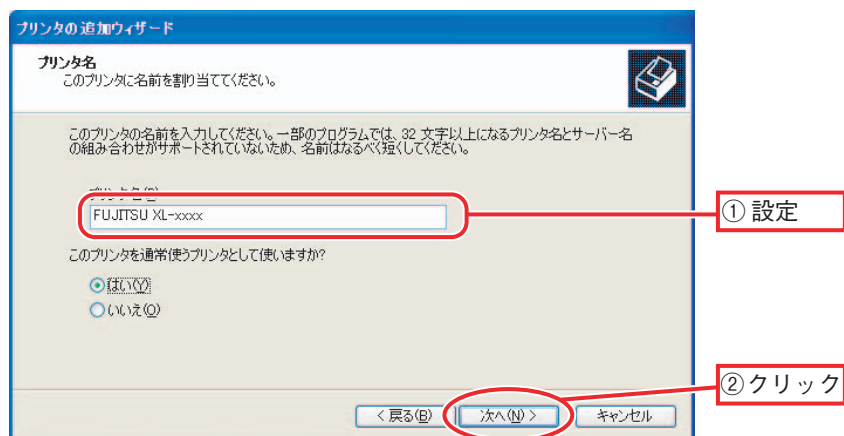 プリンタの追加ウィザード
プリンタ名
このプリンタに名前を割り当ててください。
このプリンタの名前を入力してください。一部のプログラムでは、32 文字以上になるプリンタ名とサーバー名
の組み合わせがサポートされていないため、名前はなるべく短くしてください。
プリンタ名(P)
FUJITSU XL-xxxx
① 設定
このプリンタを通常使うプリンタとして使いますか?
はい(Y)
いいえ(O)
②クリック
< 戻る(B)
次へ(N) >
キャンセル